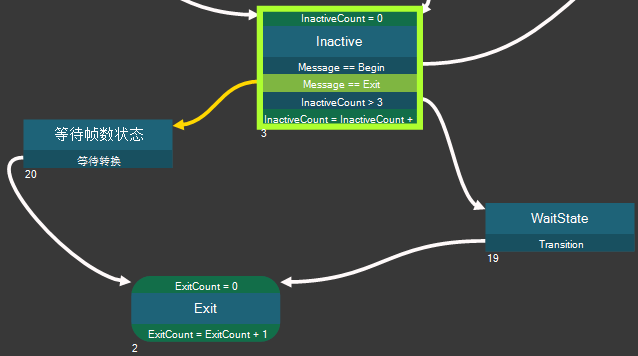 InactiveCount = 0
Inactive
Message == Begin
Message == Exit
InactiveCount > 3
InactiveCount = InactiveCount +
3
等待帧数状态
等待转换
20
WaitState
Transition
19
ExitCount = 0
Exit
ExitCount = ExitCount + 1
2